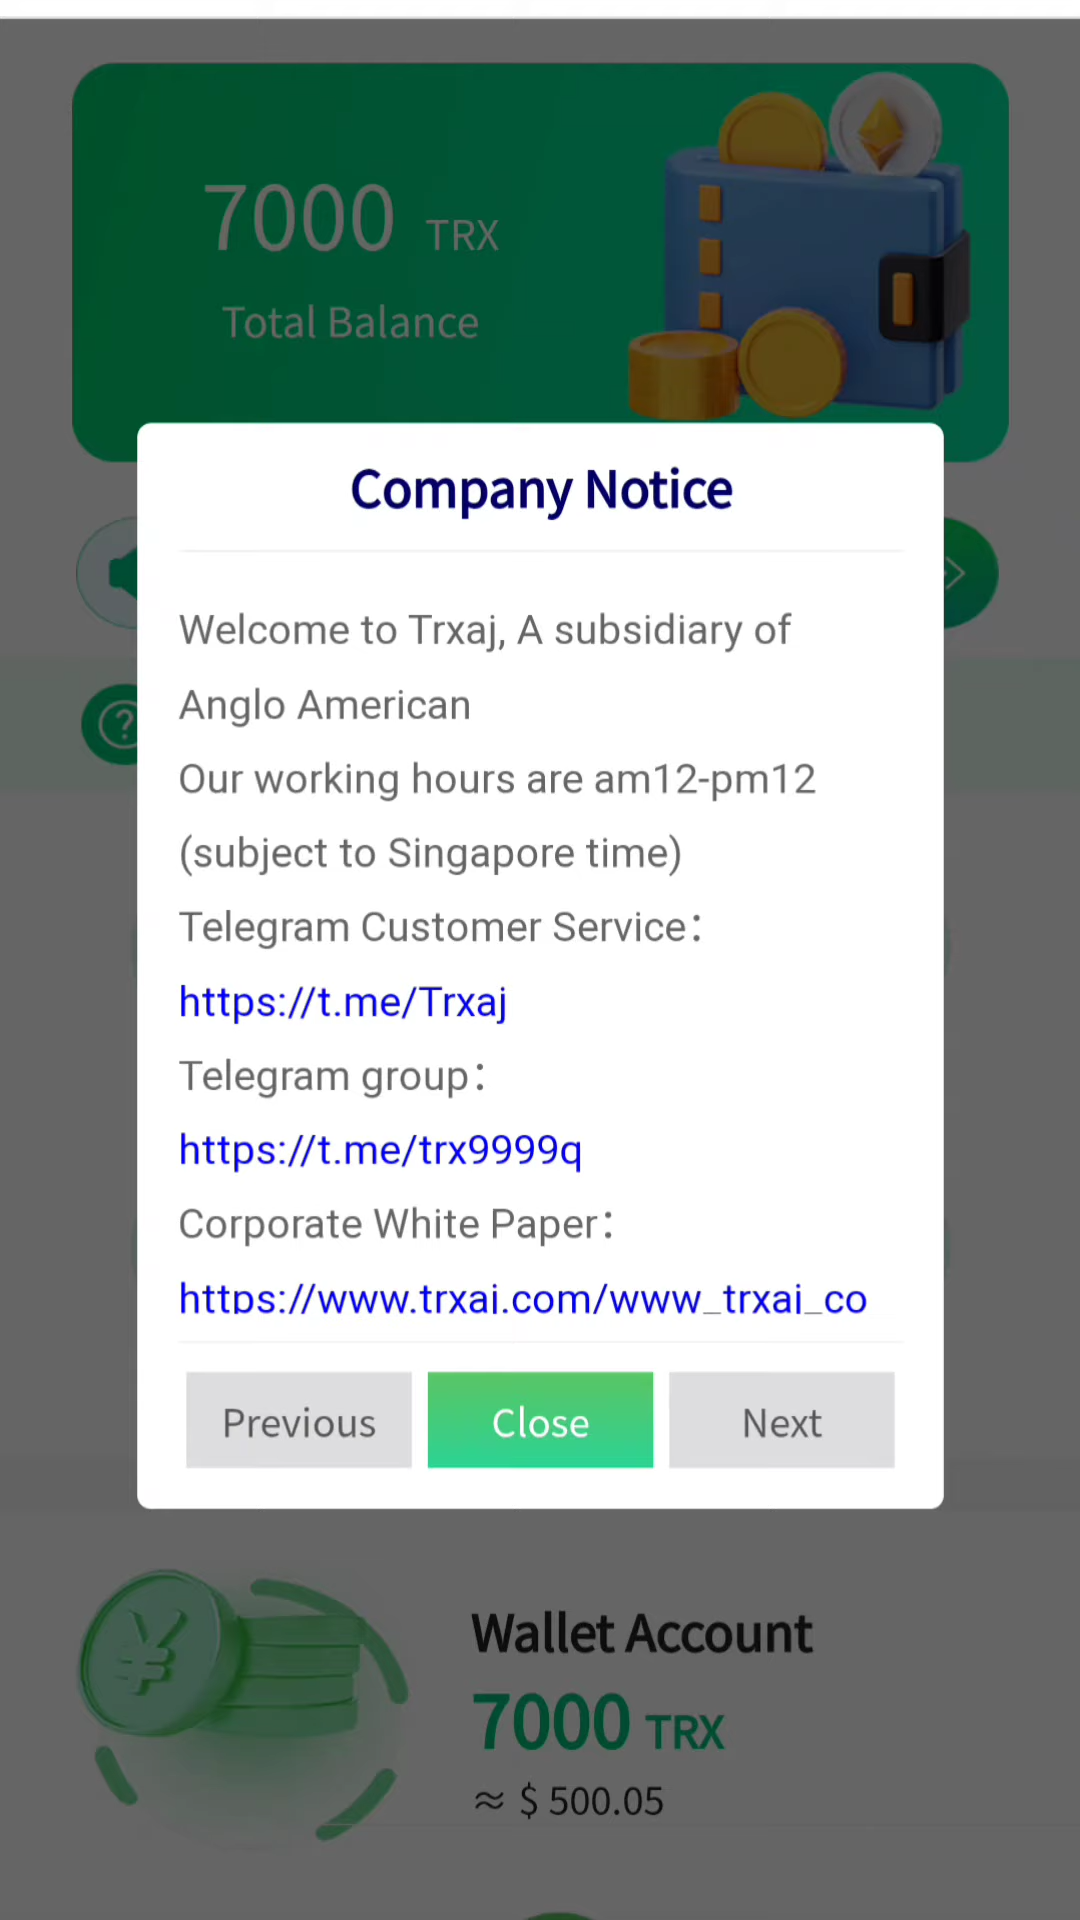 7000 TRX
Total Balance
Company Notice
Welcome to Trxaj, A subsidiary of
Anglo American
Our working hours are am12-pm12
(subject to Singapore time)
Telegram Customer Service：
https://t.me/Trxaj
Telegram group：
https://t.me/trx9999q
Corporate White Paper：
https://www.trxaj.com/www_trxaj_co
Previous
Close
Next
Wallet Account
7000 TRX
≈ $ 500.05